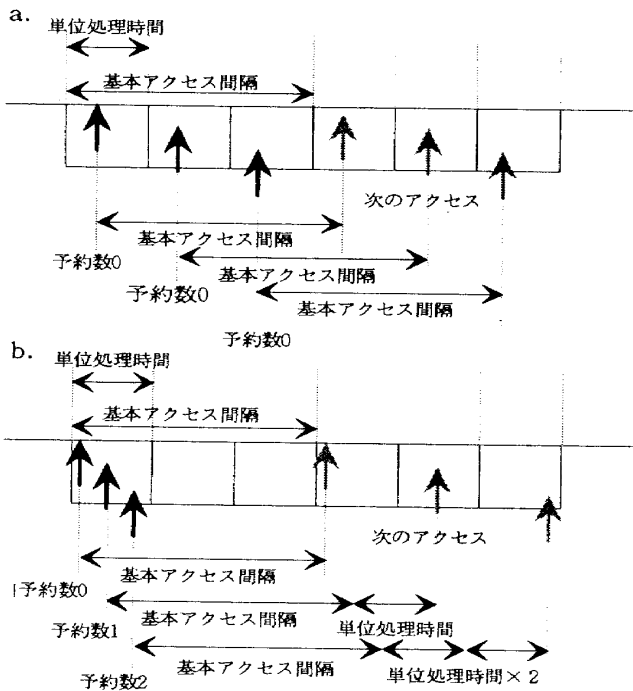 a.
単位処理時間
基本アクセス間隔
次のアクセス
基本アクセス間隔
予約数0
基本アクセス間隔
予約数0
基本アクセス間隔
予約数0
b.
単位処理時間
基本アクセス間隔
次のアクセス
基本アクセス間隔
予約数0
基本アクセス間隔
予約数1
単位処理時間
基本アクセス間隔
単位処理時間×2
予約数2